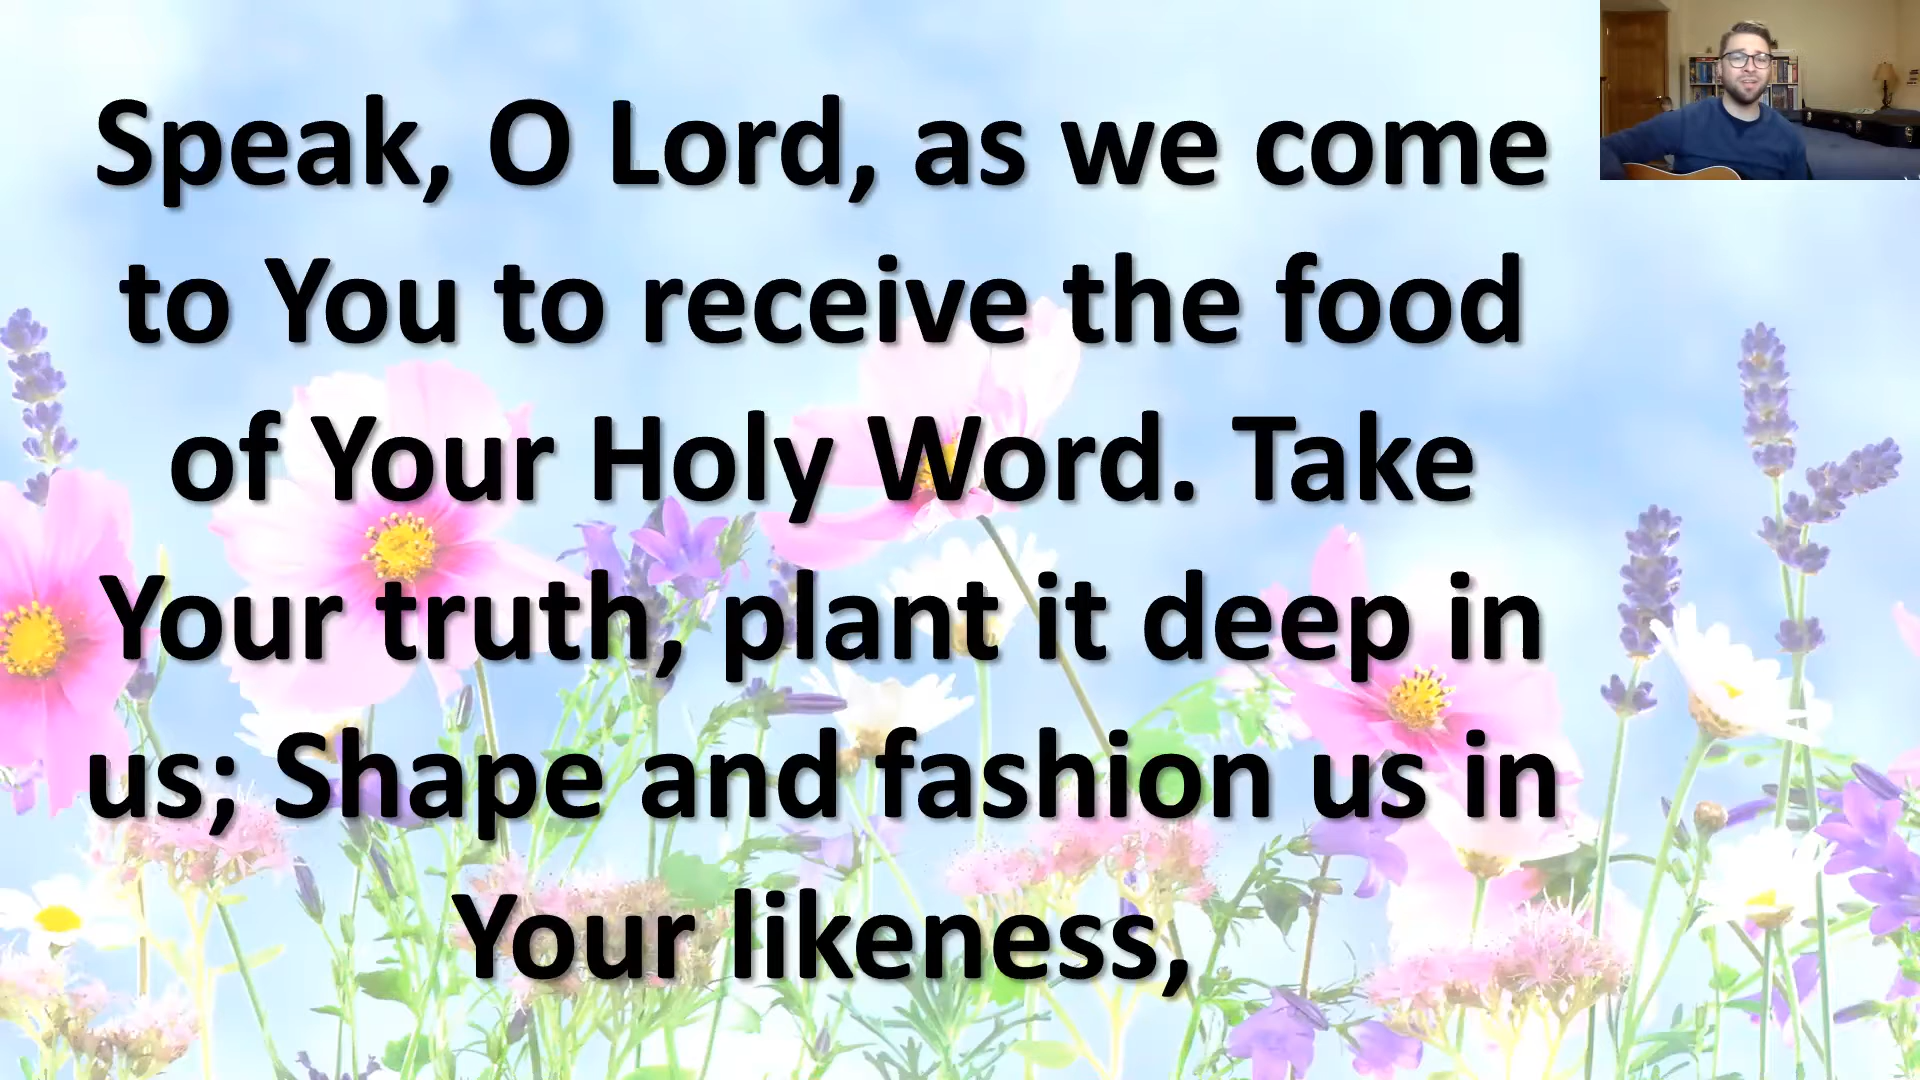 Speak, O Lord, as we come
to You to receive the food
of Your Holy Word. Take
Your truth, plant it deep in
us; Shape and fashion us in
Your likeness,